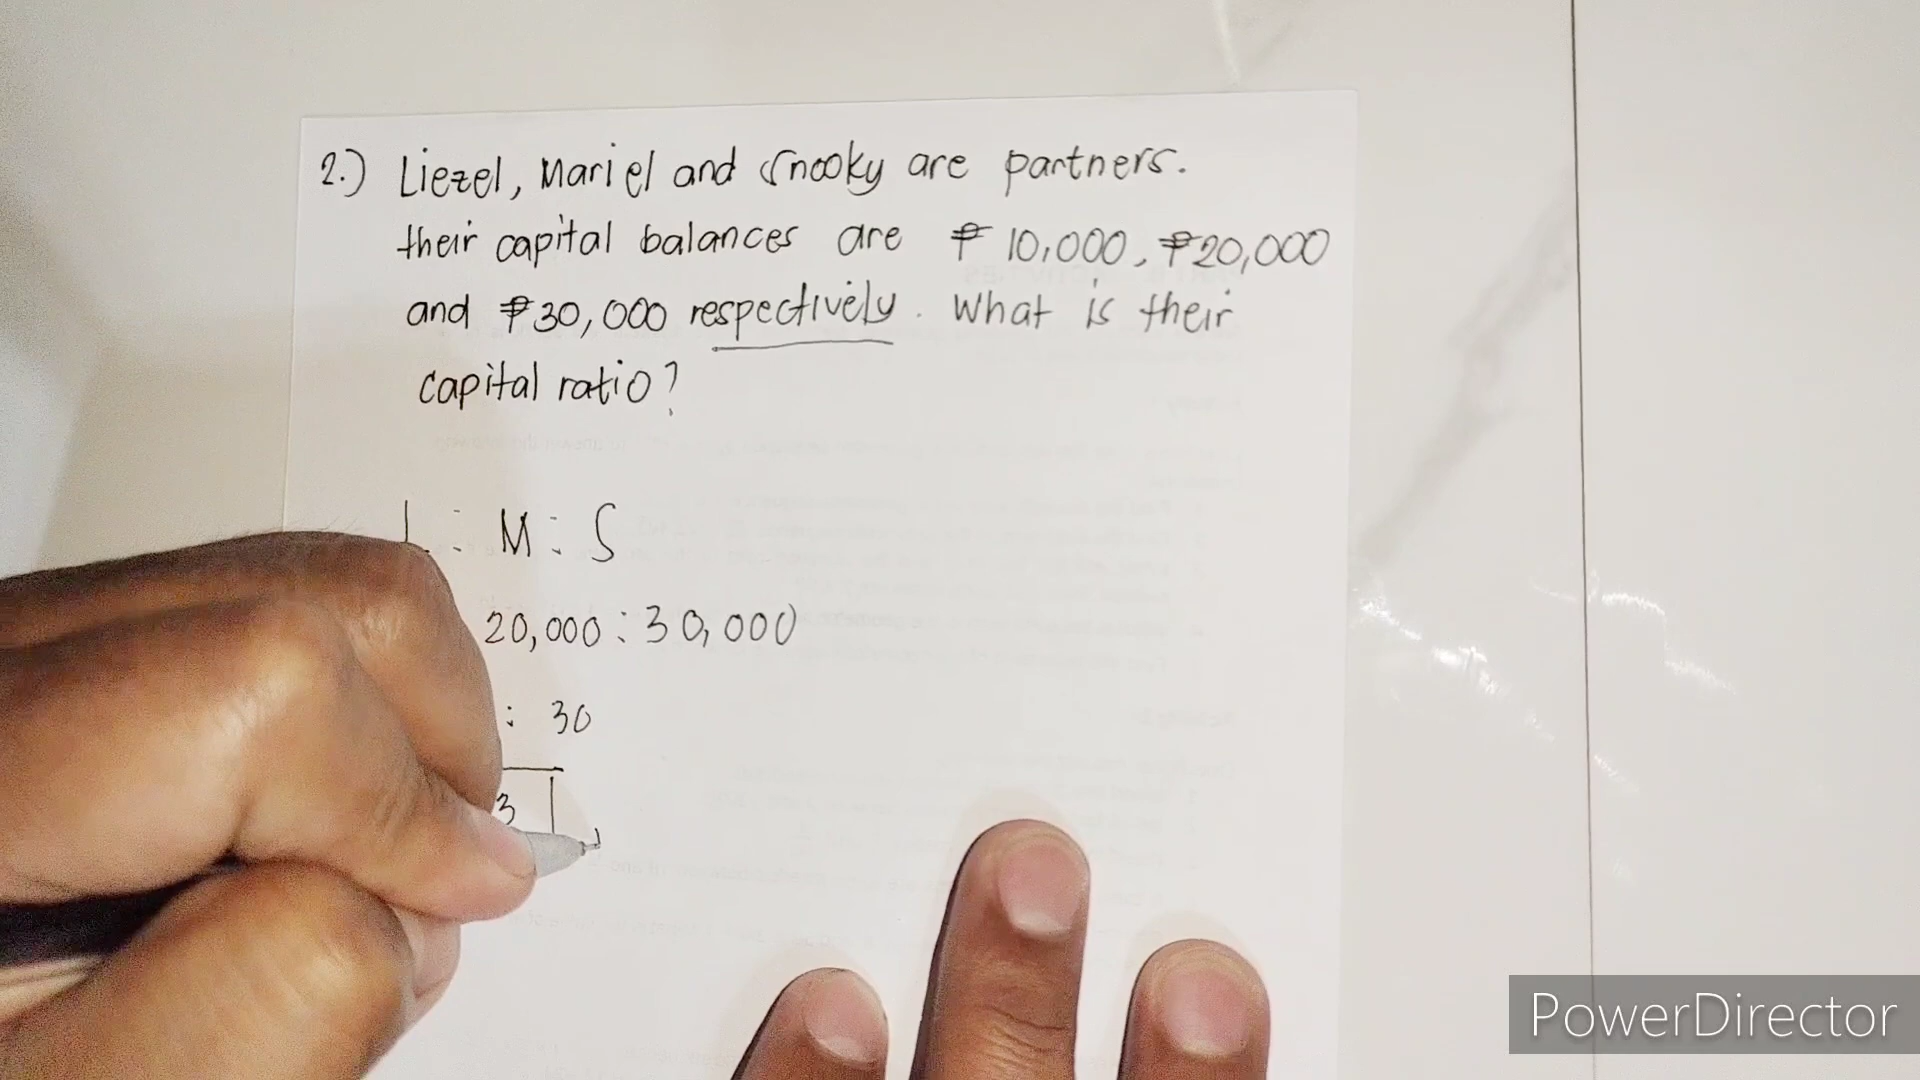 2.) Liezel, Mariel and Snooky are partners.
their capital balances are ₱ 10,000, ₱20,000
and ₱30,000 respectively. What is their
capital ratio?
L : M : S
20,000 : 30,000
: 30
3
PowerDirector